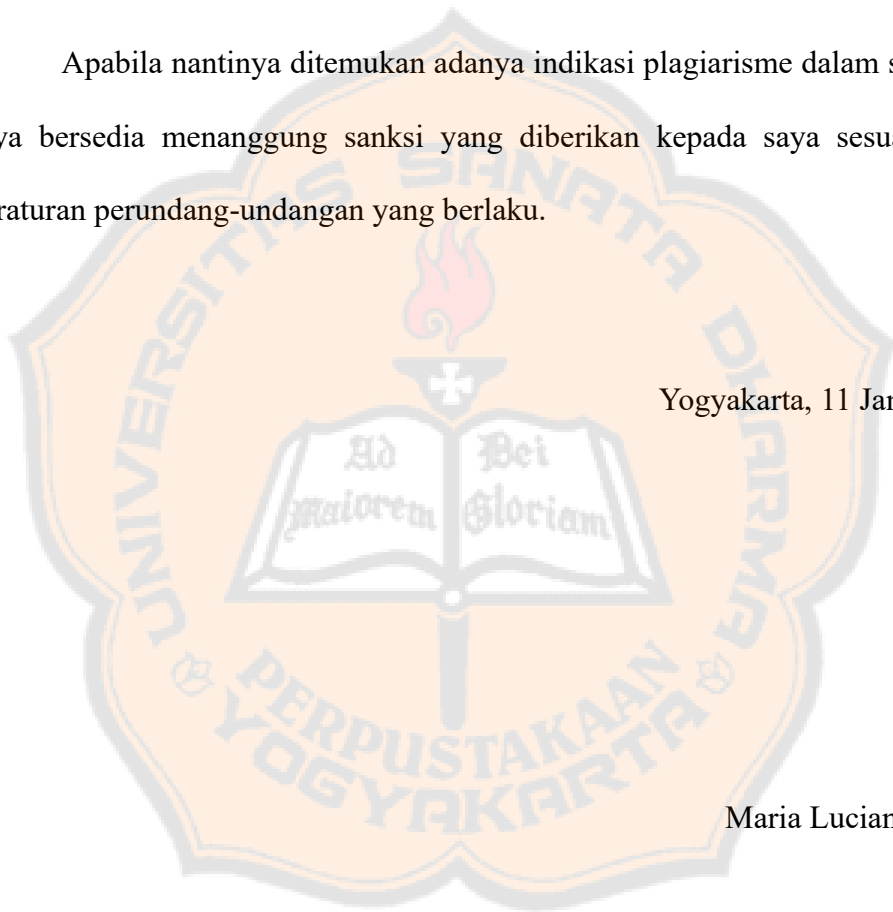 Apabila nantinya ditemukan adanya indikasi plagiarisme dalam s
ya bersedia menanggung sanksi yang diberikan kepada saya sesua
raturan perundang-undangan yang berlaku.
UNIVERSITAS SANATA DHARMA
Yogyakarta, 11 Jan
Ad Dei
Maiorem Gloriam
PERPUSTAKAAN
YOGYAKARTA
Maria Lucian